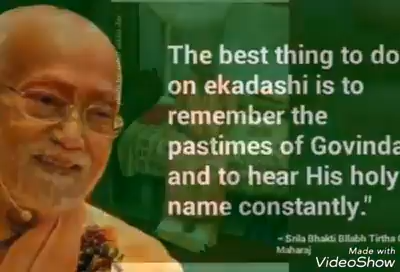 The best thing to do
on ekadashi is to
remember the
pastimes of Govinda
and to hear His holy
name constantly."
- Srila Bhakti Bllabh Tirtha
Maharaj
Made with
VideoShow